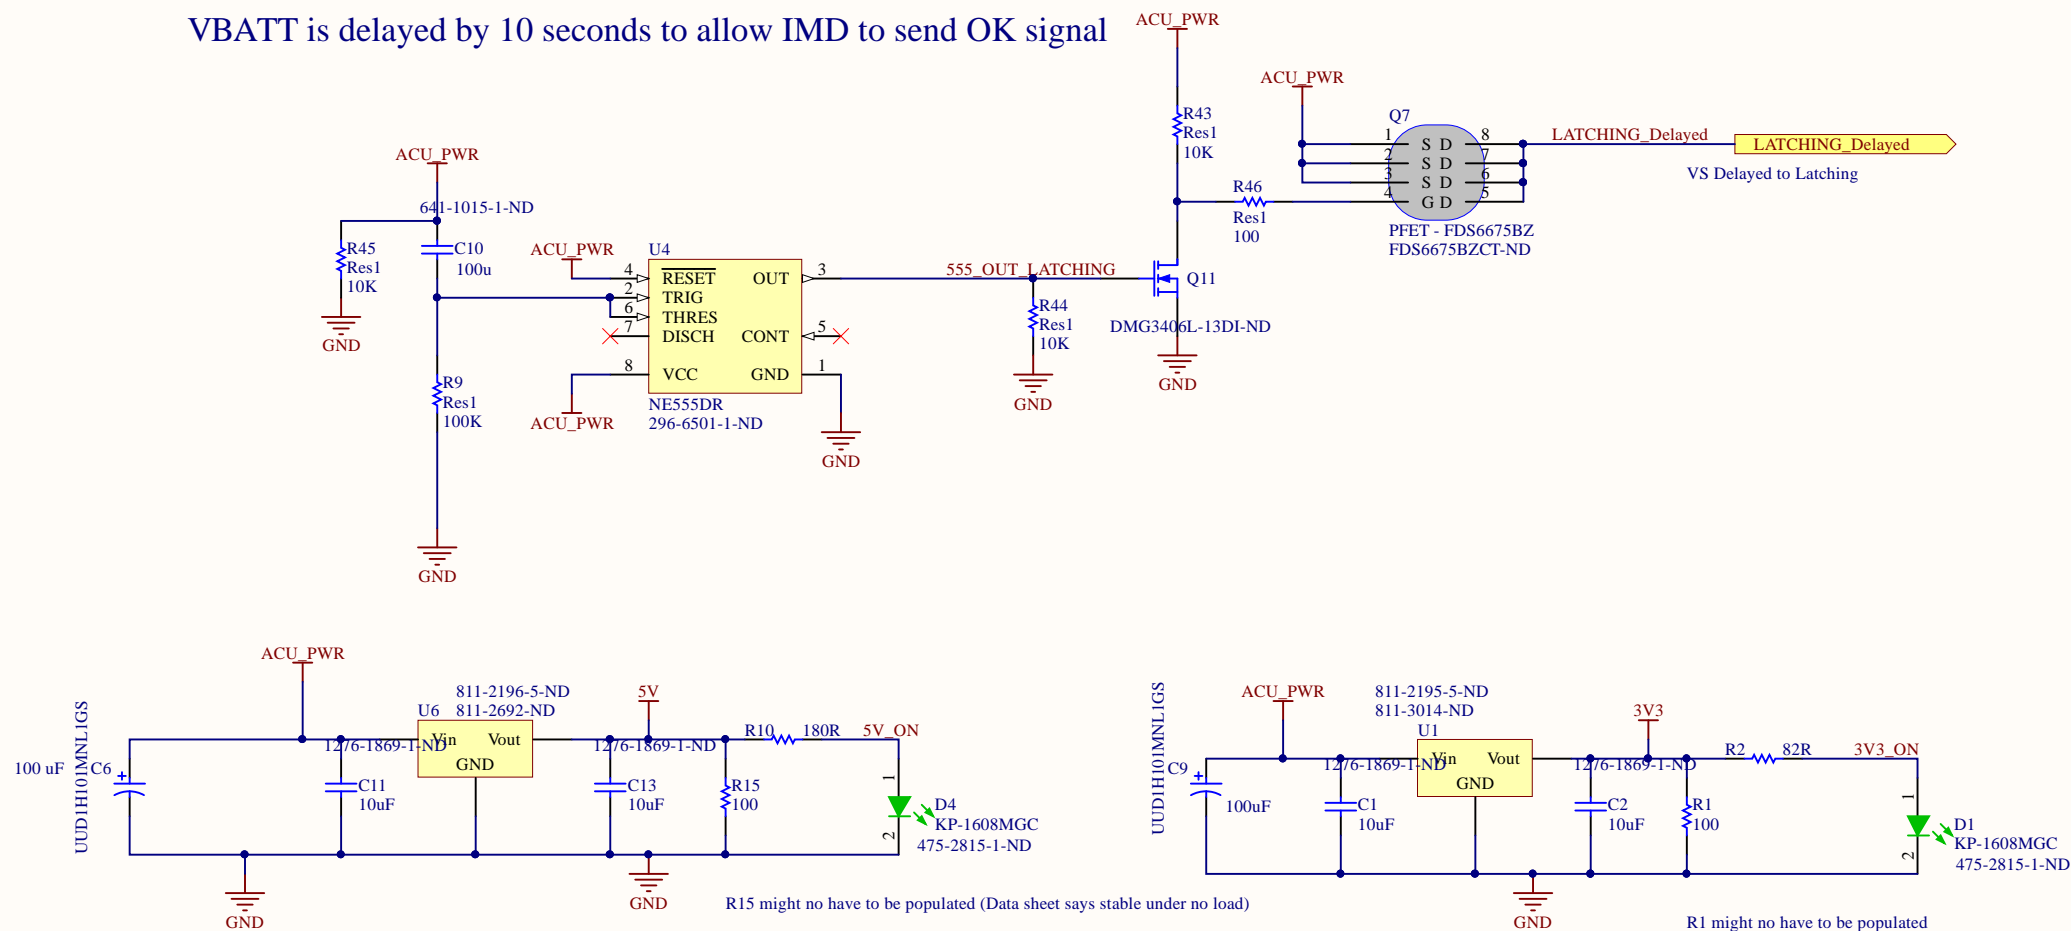 VBATT is delayed by 10 seconds to allow IMD to send OK signal
ACU_PWR
ACU_PWR
R43
Res1
10K
Q7
1 S D 8
2 S D 7
3 S D 6
4 G D 5
LATCHING_Delayed
LATCHING_Delayed
VS Delayed to Latching
R46
Res1
100
PFET - FDS6675BZ
FDS6675BZCT-ND
ACU_PWR
641-1015-1-ND
R45
Res1
10K
GND
C10
100u
R9
Res1
100K
GND
ACU_PWR
U4
4 RESET OUT 3
2 TRIG
6 THRES
7 DISCH CONT 5
8 VCC GND 1
NE555DR
296-6501-1-ND
ACU_PWR
GND
555_OUT_LATCHING
R44
Res1
10K
GND
Q11
DMG3406L-13DI-ND
GND
ACU_PWR
UUD1H101MNL1GS
100 uF C6
+
1276-1869-1-ND
C11
10uF
811-2196-5-ND
U6 811-2692-ND
Vin Vout
GND
5V
1276-1869-1-ND
C13
10uF
R10 180R
5V_ON
R15
100
1
2
D4
KP-1608MGC
475-2815-1-ND
GND
GND
R15 might no have to be populated (Data sheet says stable under no load)
ACU_PWR
UUD1H101MNL1GS
C9
+
100uF
1276-1869-1-ND
C1
10uF
811-2195-5-ND
811-3014-ND
U1
Vin Vout
GND
3V3
1276-1869-1-ND
C2
10uF
R2 82R
3V3_ON
R1
100
1
2
D1
KP-1608MGC
475-2815-1-ND
GND
R1 might no have to be populated